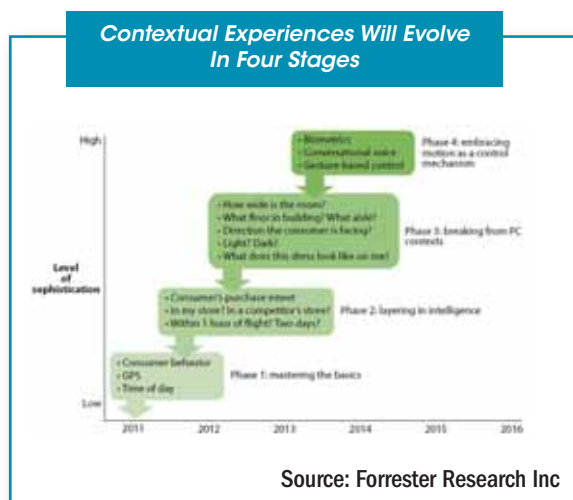 Contextual Experiences Will Evolve
In Four Stages
High
• Biometrics
• Conversational voice
• Gesture-based control
Phase 4: embracing
motion as a control
mechanism
• How wide is the room?
• What floor in building? What aisle?
• Direction the consumer is facing?
• Light? Dark?
• What does this dress look like on me?
Phase 3: breaking from PC
contexts
Level
of
sophistication
• Consumer's purchase intent
• In my store? In a competitor's store?
• Within 1 hour of flight? Two days?
Phase 2: layering in intelligence
• Consumer behavior
• GPS
• Time of day
Phase 1: mastering the basics
Low
2011 2012 2013 2014 2015 2016
Source: Forrester Research Inc